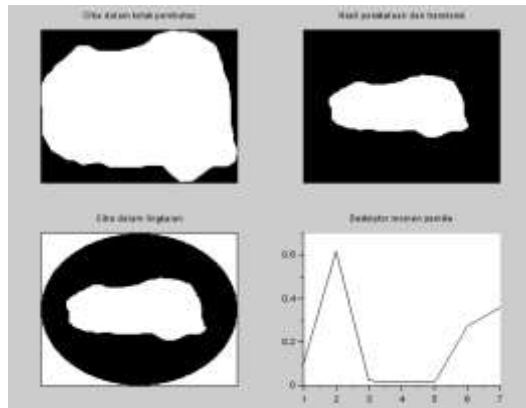 Citra dalam kotak pembatas
Hasil penskalaan dan translasi
Citra dalam lingkaran
Deskriptor momen zernike
0.6
0.4
0.2
0
1 2 3 4 5 6 7